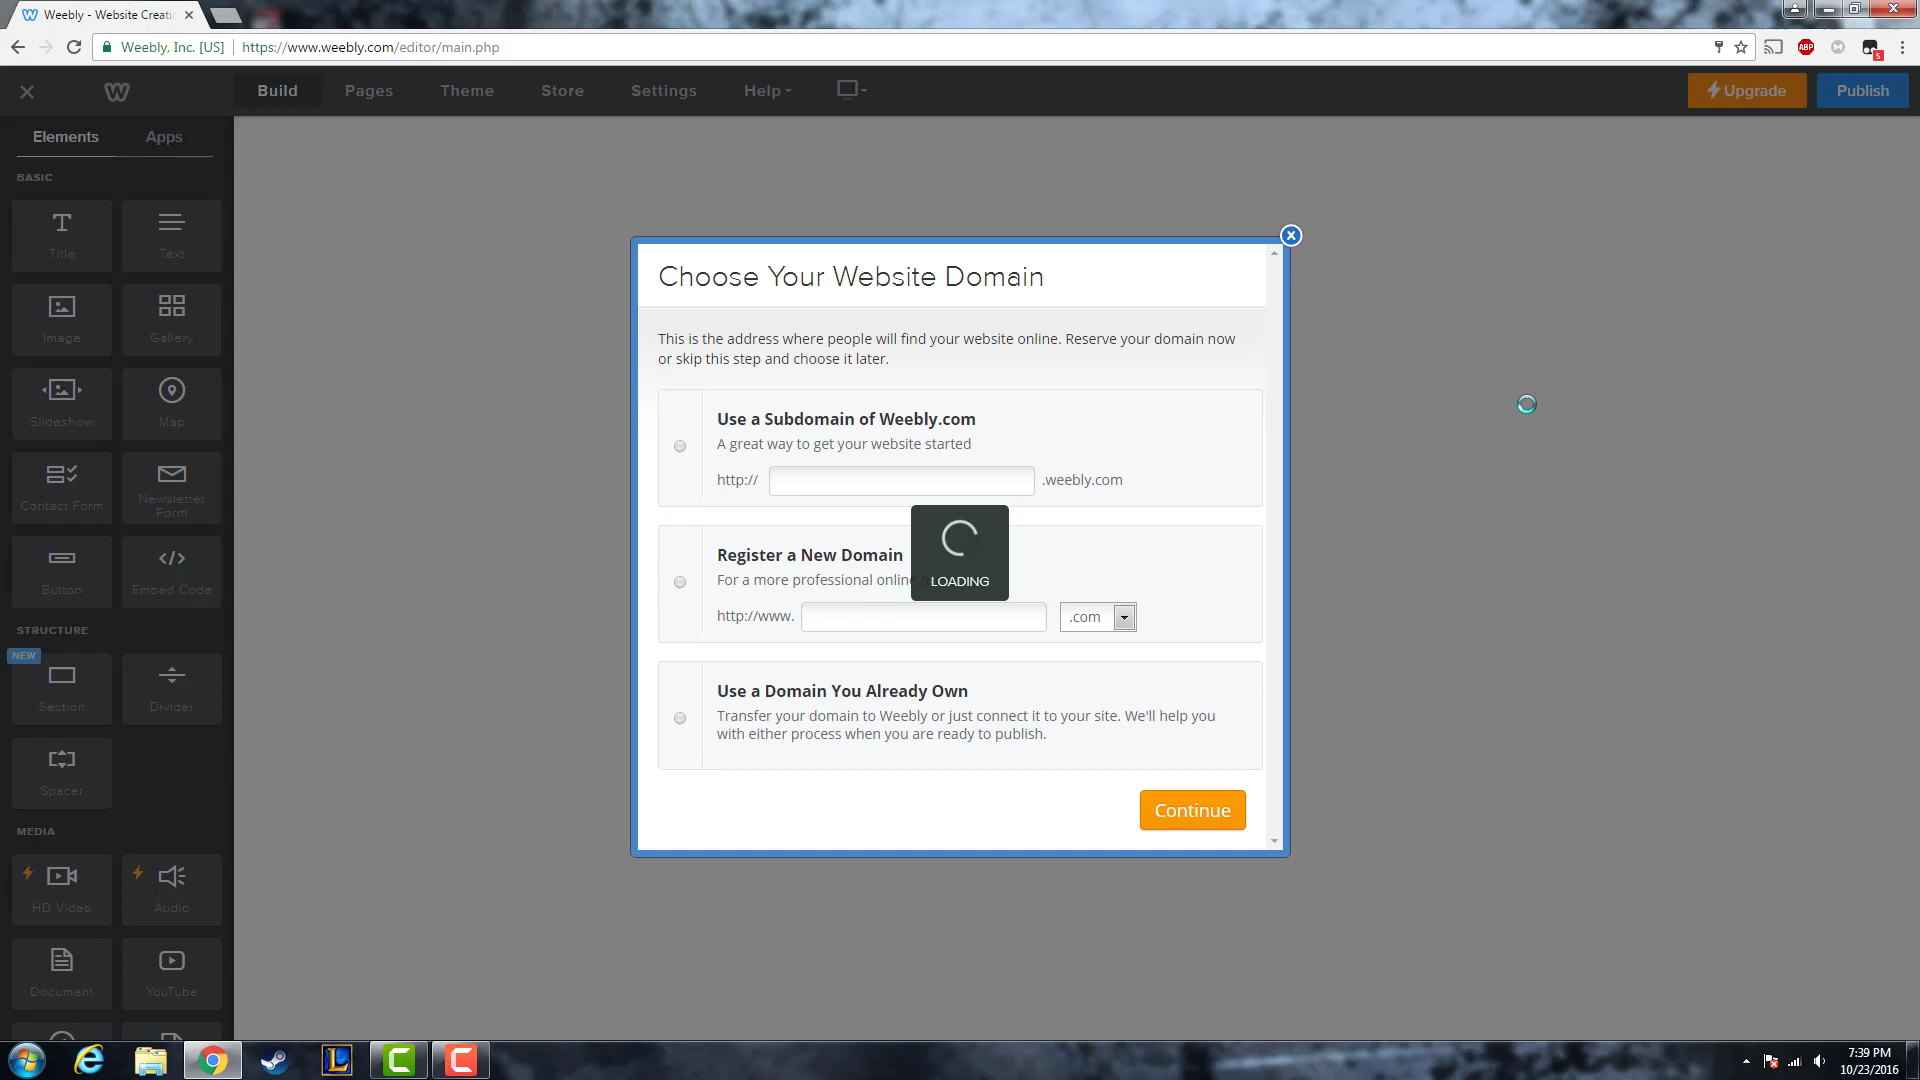 Weebly - Website Creatio
Weebly, Inc. [US]
https://www.weebly.com/editor/main.php
ABP
M
5
Build
Pages
Theme
Store
Settings
Help
Upgrade
Publish
Elements
Apps
BASIC
Title
Text
Image
Gallery
Slideshow
Map
Contact Form
Newsletter
Form
Button
Embed Code
STRUCTURE
NEW
Section
Divider
Spacer
MEDIA
HD Video
Audio
Document
YouTube
Choose Your Website Domain
This is the address where people will find your website online. Reserve your domain now
or skip this step and choose it later.
Use a Subdomain of Weebly.com
A great way to get your website started
http://
.weebly.com
Register a New Domain
For a more professional online
LOADING
http://www.
.com
Use a Domain You Already Own
Transfer your domain to Weebly or just connect it to your site. We'll help you
with either process when you are ready to publish.
Continue
7:39 PM
10/23/2016